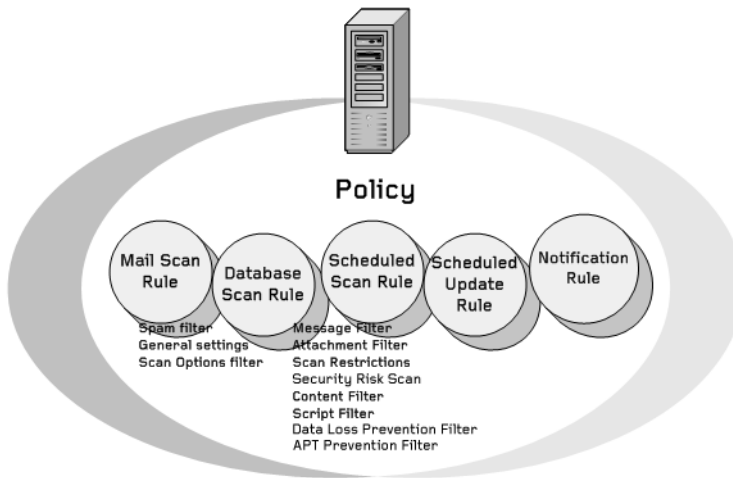 Policy
Mail Scan
Rule
Database
Scan Rule
Scheduled
Scan Rule
Scheduled
Update
Rule
Notification
Rule
Spam filter
General settings
Scan Options filter
Message Filter
Attachment Filter
Scan Restrictions
Security Risk Scan
Content Filter
Script Filter
Data Loss Prevention Filter
APT Prevention Filter